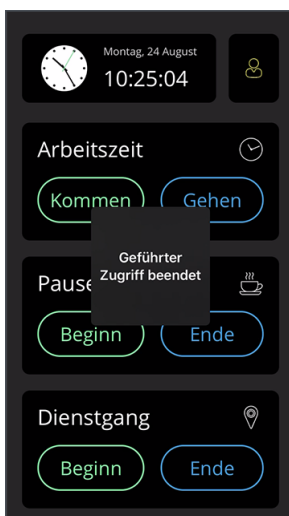 Montag, 24 August
10:25:04
Arbeitszeit
Kommen
Gehen
Geführter
Zugriff beendet
Pause
Beginn
Ende
Dienstgang
Beginn
Ende